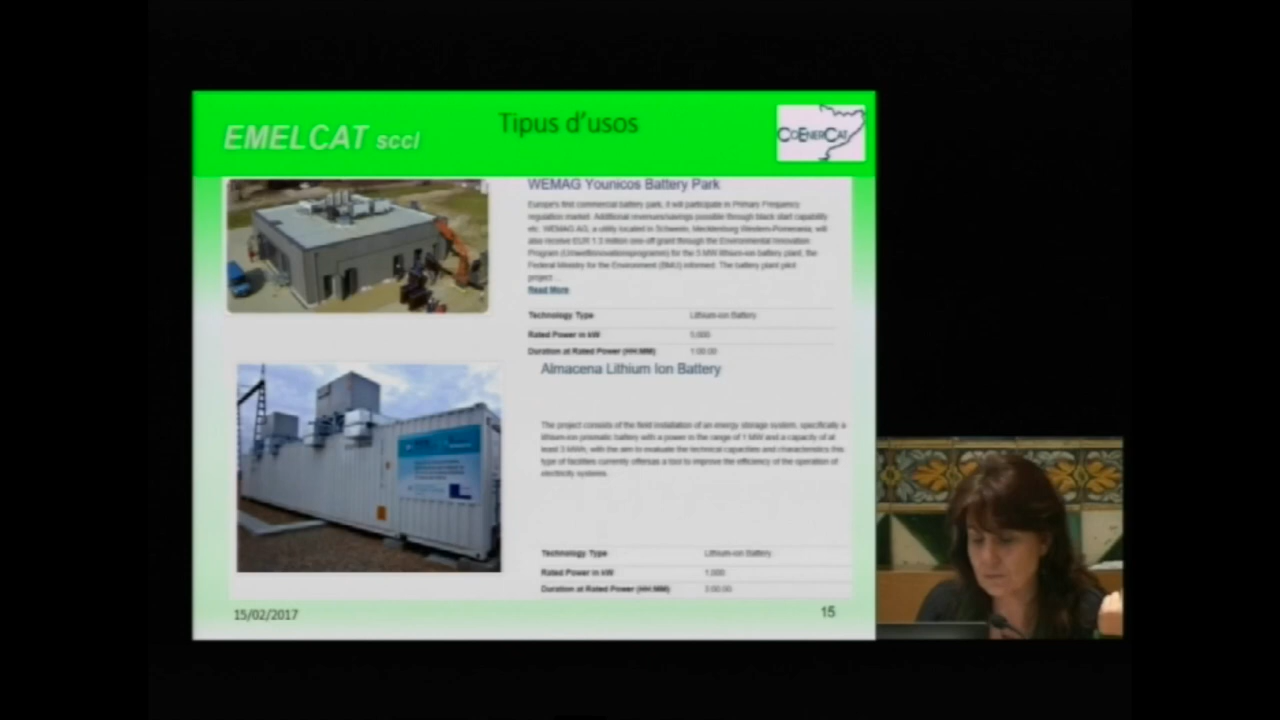 EMELCAT sccl
Tipus d'usos
COENERCAT
WEMAG Younicos Battery Park
Europe's first commercial battery park, it will participate in Primary Frequency
regulation market. Additional revenues/savings possible through black start capability
etc. WEMAG AG, a utility located in Schwerin, Mecklenburg Western-Pomerania, will
also receive EUR 1.3 million one-off grant through the Environmental Innovation
Program (Umweltinnovationsprogramm) for the 5 MW lithium-ion battery plant, the
Federal Ministry for the Environment (BMU) informed. The battery plant pilot
project ...
Read More
Technology Type Lithium-ion Battery
Rated Power in kW 5,000
Duration at Rated Power (HH:MM) 1:00.00
Almacena Lithium Ion Battery
The project consists of the field installation of an energy storage system, specifically a
lithium-ion prismatic battery with a power in the range of 1 MW and a capacity of at
least 3 MWh, with the aim to evaluate the technical capacities and characteristics this
type of facilities currently offersas a tool to improve the efficiency of the operation of
electricity systems.
Technology Type Lithium-ion Battery
Rated Power in kW 1,000
Duration at Rated Power (HH:MM) 3:00.00
15/02/2017
15